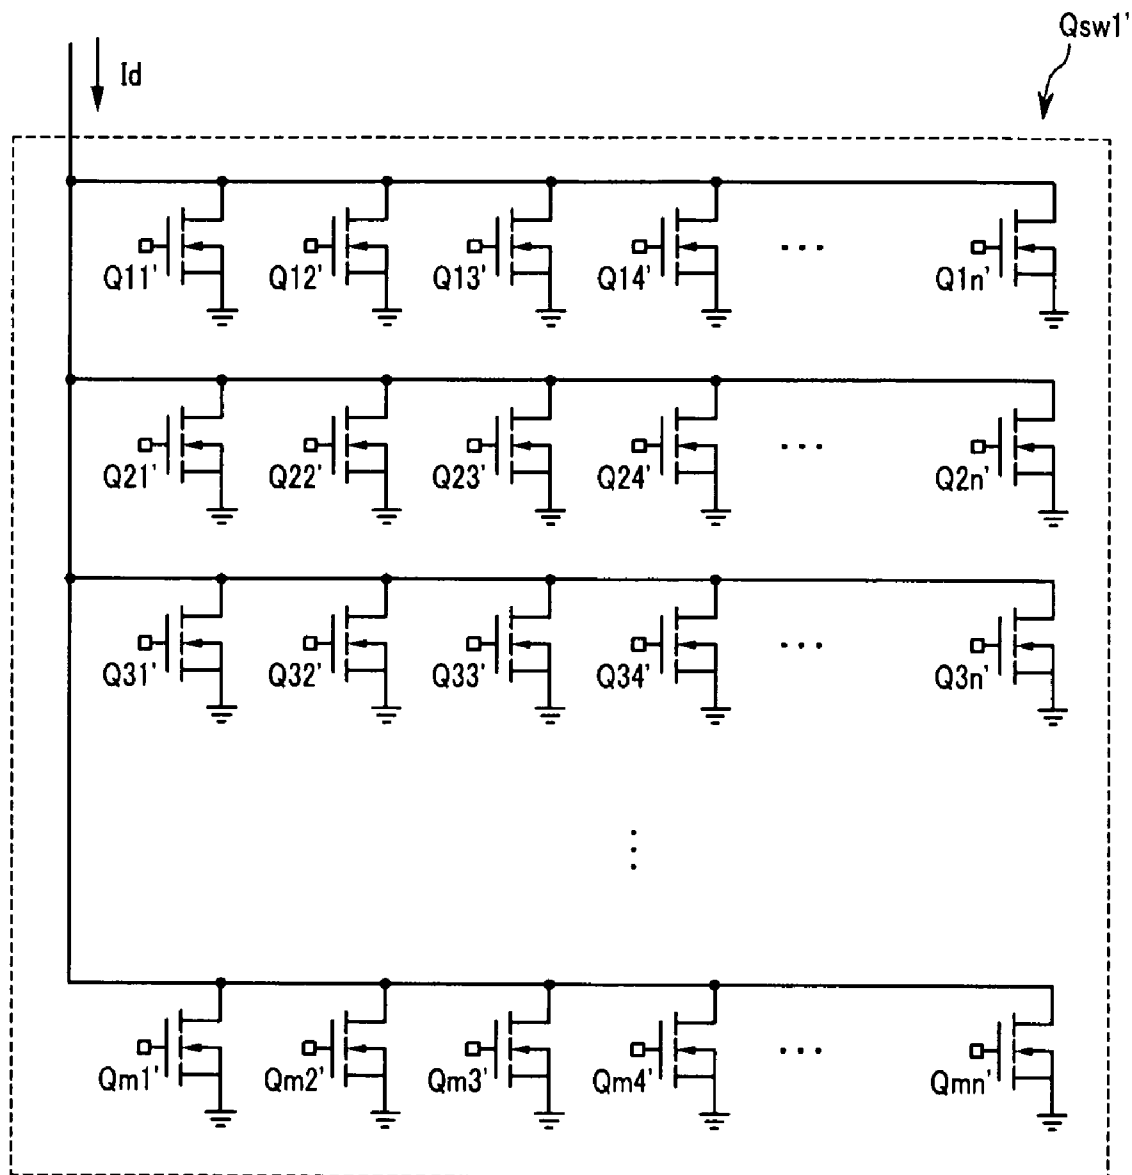 Qsw1'
Id
Q11' Q12' Q13' Q14' ... Q1n'
Q21' Q22' Q23' Q24' ... Q2n'
Q31' Q32' Q33' Q34' ... Q3n'
⋮
Qm1' Qm2' Qm3' Qm4' ... Qmn'